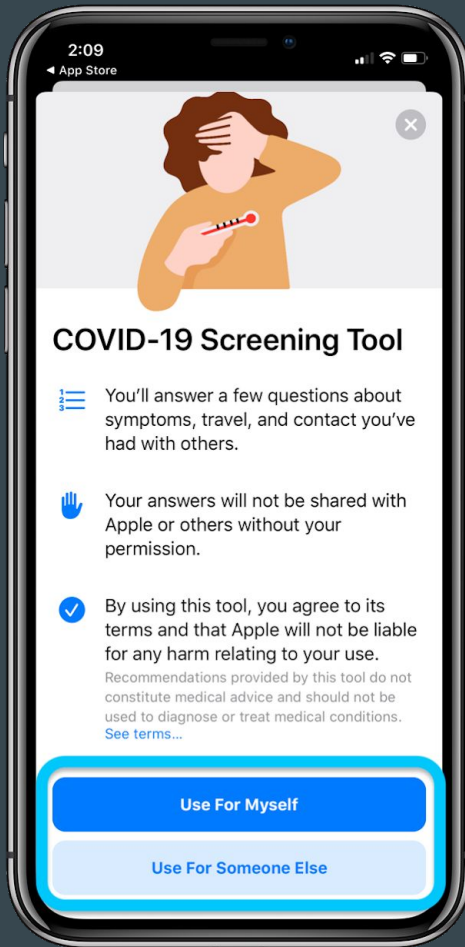 2:09
◀ App Store
COVID-19 Screening Tool
1
2
3
You'll answer a few questions about
symptoms, travel, and contact you've
had with others.
Your answers will not be shared with
Apple or others without your
permission.
By using this tool, you agree to its
terms and that Apple will not be liable
for any harm relating to your use.
Recommendations provided by this tool do not
constitute medical advice and should not be
used to diagnose or treat medical conditions.
See terms...
Use For Myself
Use For Someone Else